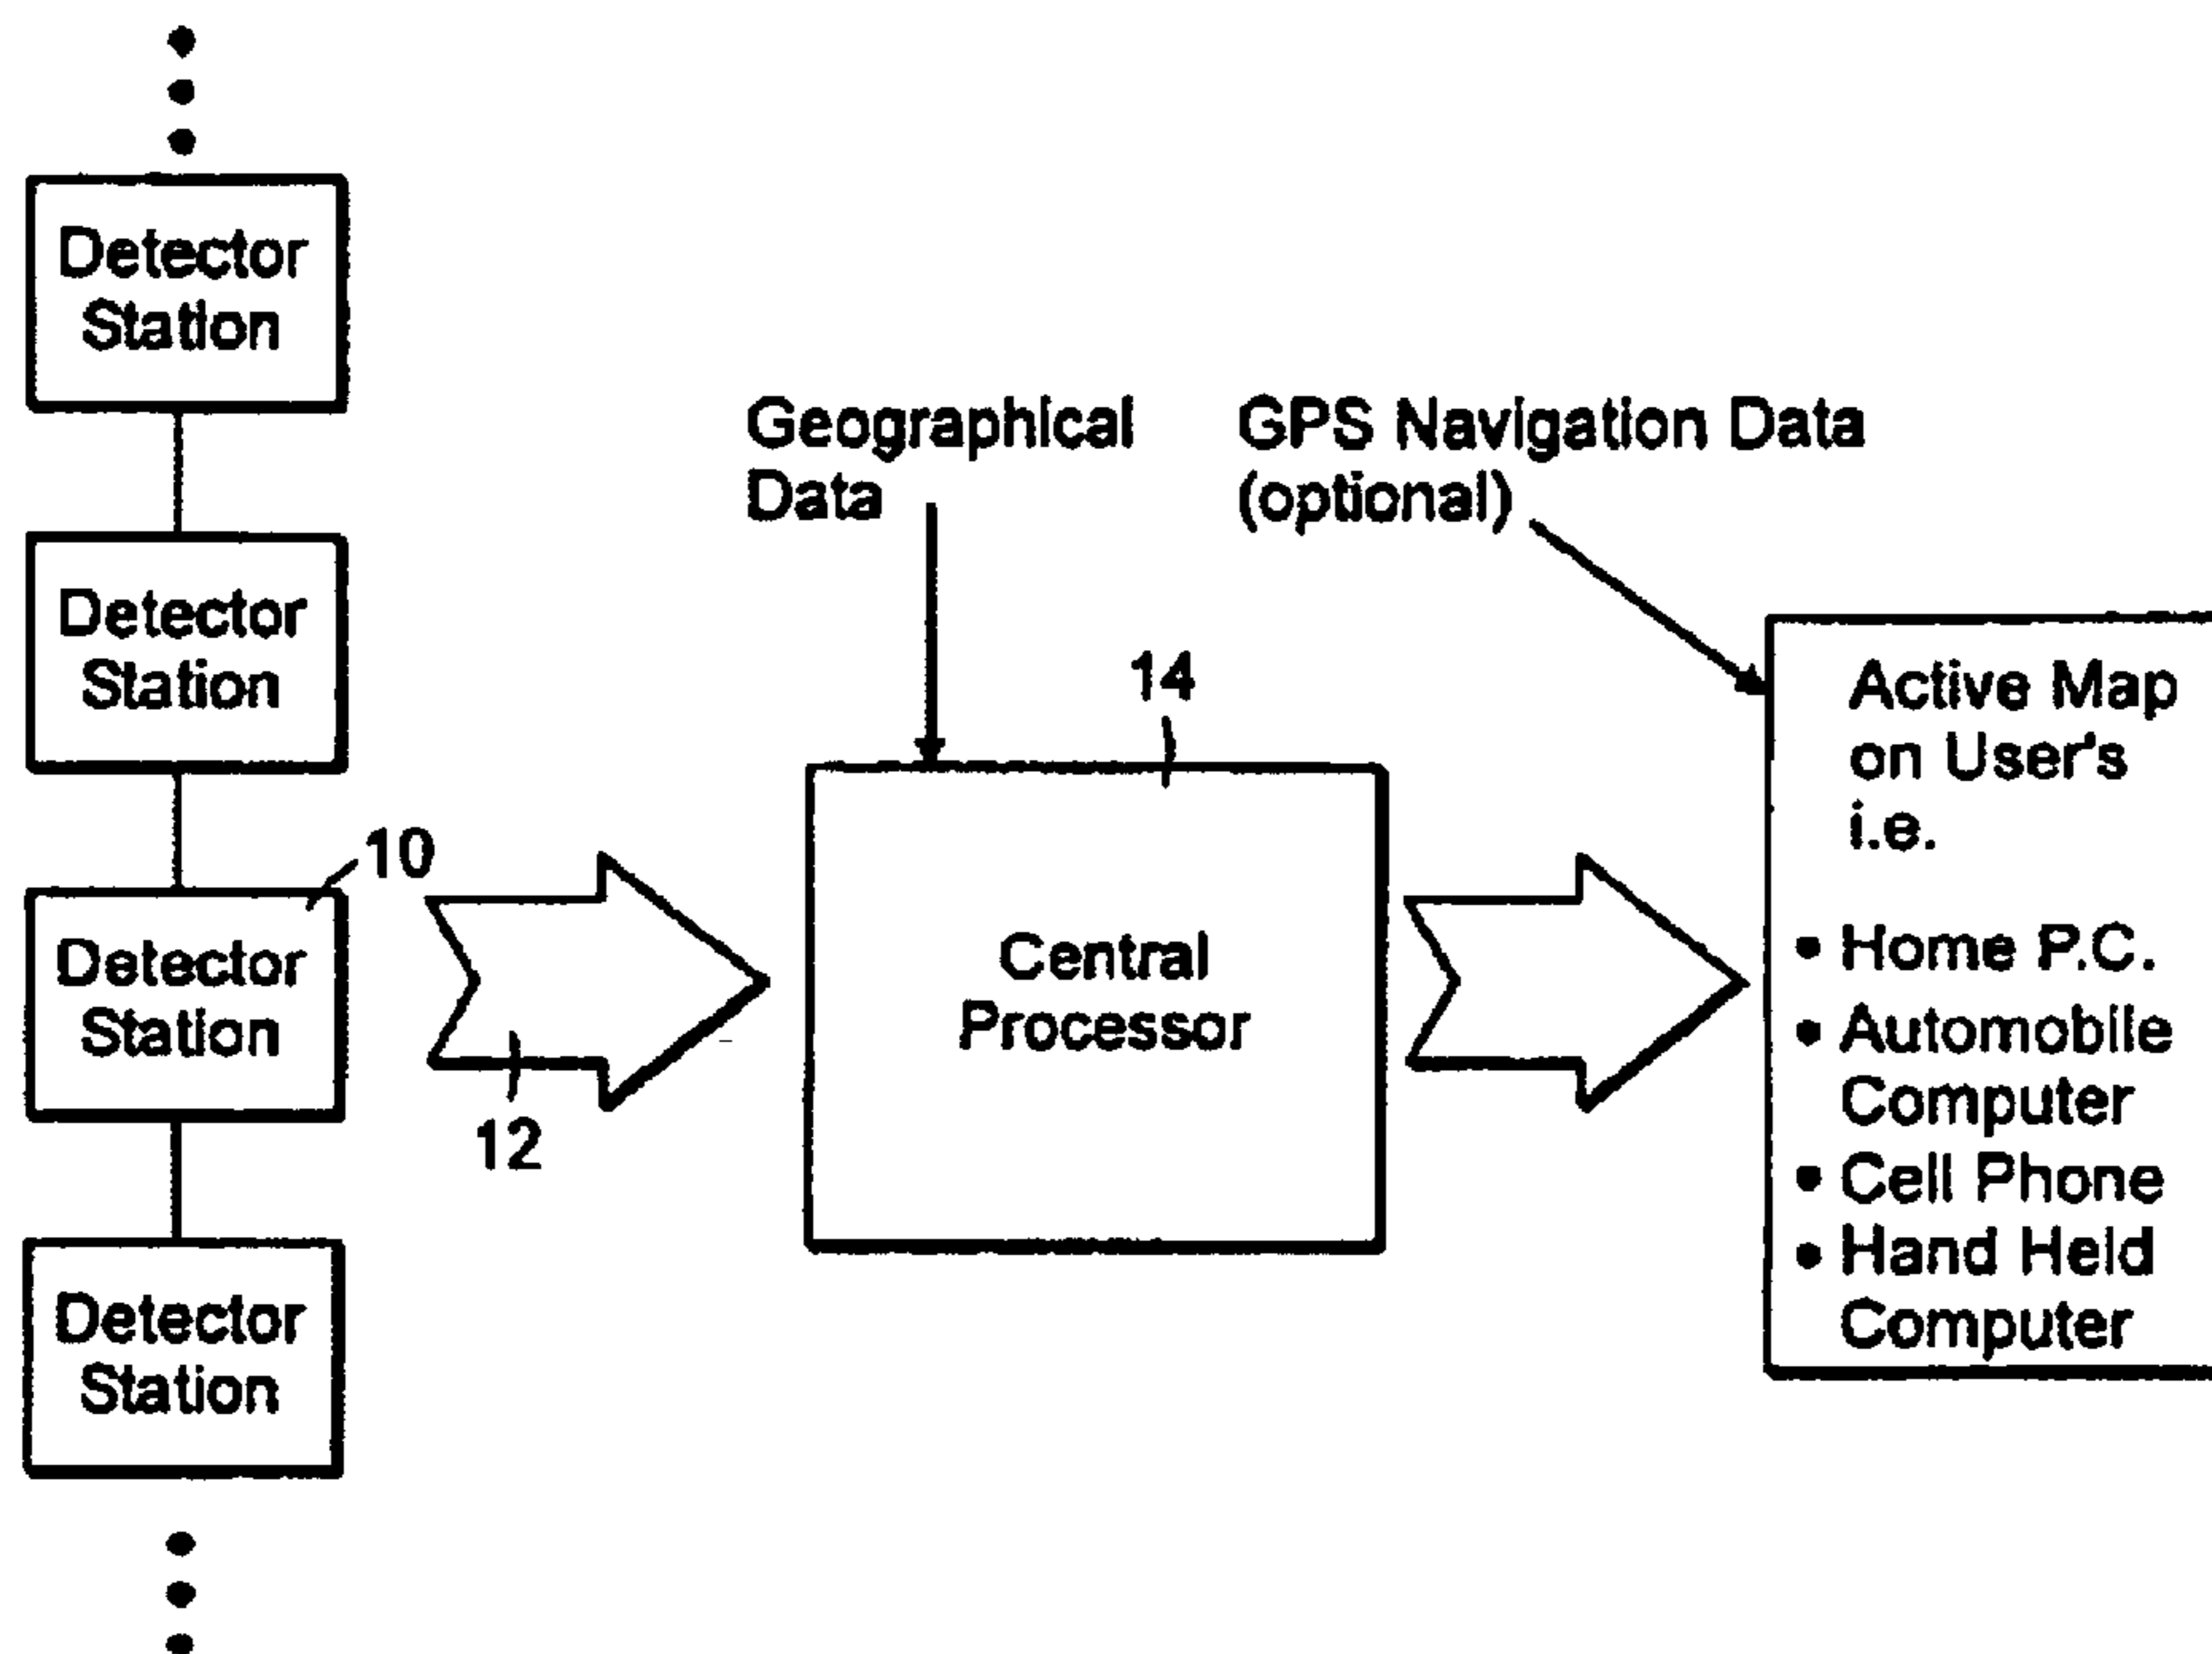 Detector
Station
Detector
Station
10
Detector
Station
12
Detector
Station
Geographical
Data
GPS Navigation Data
(optional)
14
Central
Processor
Active Map
on User's
i.e.
• Home P.C.
• Automobile
Computer
• Cell Phone
• Hand Held
Computer